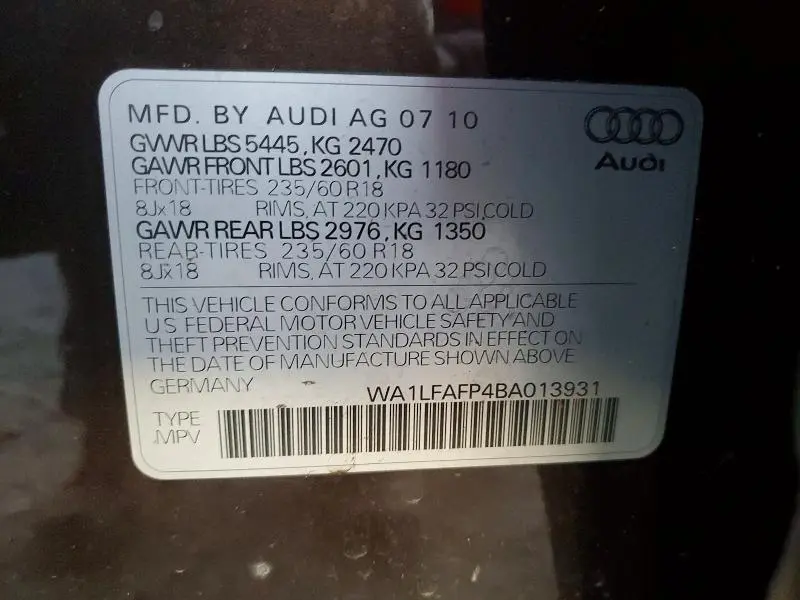 MFD. BY AUDI AG 07 10
GVWR LBS 5445, KG 2470
GAWR FRONT LBS 2601, KG 1180
FRONT-TIRES 235/60 R18
8Jx18 RIMS, AT 220 KPA 32 PSI,COLD
GAWR REAR LBS 2976, KG 1350
REAR-TIRES 235/60 R18
8Jx18 RIMS, AT 220 KPA 32 PSI COLD
Audi
THIS VEHICLE CONFORMS TO ALL APPLICABLE
U.S. FEDERAL MOTOR VEHICLE SAFETY AND
THEFT PREVENTION STANDARDS IN EFFECT ON
THE DATE OF MANUFACTURE SHOWN ABOVE
GERMANY WA1LFAFP4BA013931
TYPE
MPV